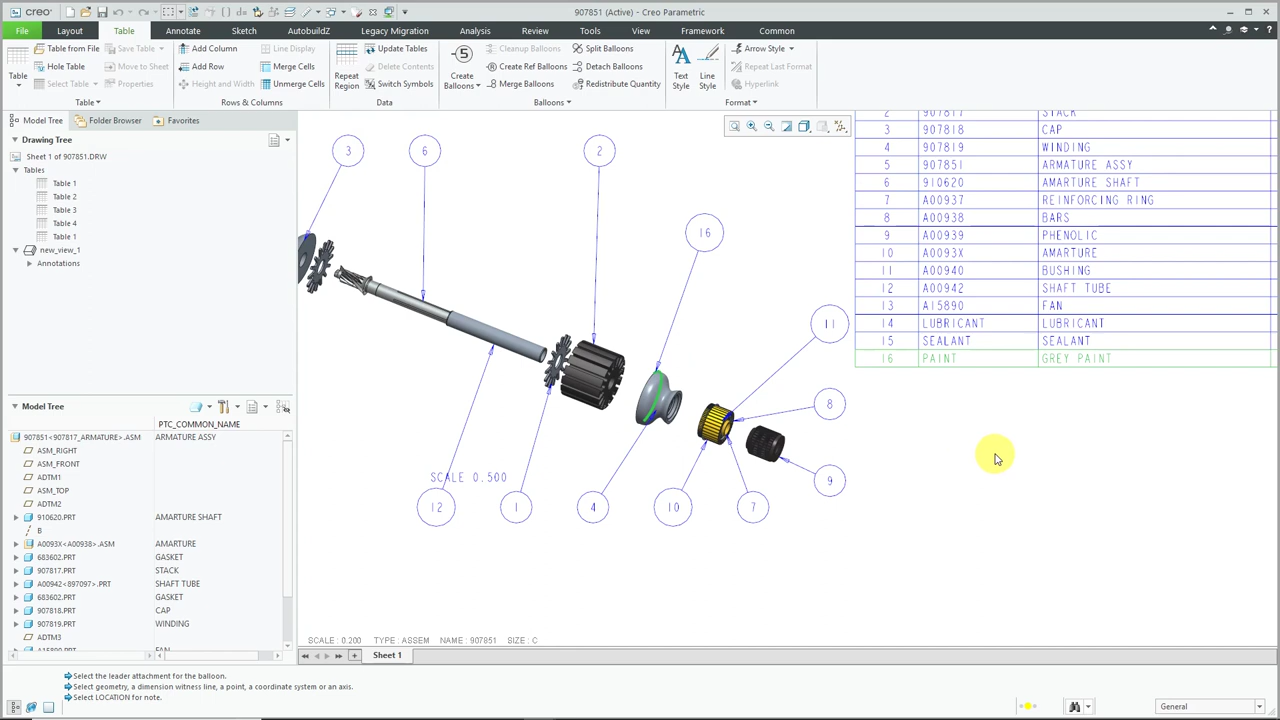 creo
907851 (Active) - Creo Parametric
File
Layout
Table
Annotate
Sketch
AutobuildZ
Legacy Migration
Analysis
Review
Tools
View
Framework
Common
Table
Table from File
Hole Table
Select Table
Save Table
Move to Sheet
Properties
Table
Add Column
Add Row
Height and Width
Line Display
Merge Cells
Unmerge Cells
Rows & Columns
Repeat
Region
Update Tables
Delete Contents
Switch Symbols
Data
Create
Balloons
Cleanup Balloons
Create Ref Balloons
Merge Balloons
Split Balloons
Detach Balloons
Redistribute Quantity
Balloons
Text
Style
Line
Style
Arrow Style
Repeat Last Format
Hyperlink
Format
Model Tree
Folder Browser
Favorites
Drawing Tree
Sheet 1 of 907851.DRW
Tables
Table 1
Table 2
Table 3
Table 4
Table 1
new_view_1
Annotations
Model Tree
PTC_COMMON_NAME
907851<907817_ARMATURE>.ASM ARMATURE ASSY
ASM_RIGHT
ASM_FRONT
ADTM1
ASM_TOP
ADTM2
910620.PRT AMARTURE SHAFT
B
A0093X<A00938>.ASM AMARTURE
683602.PRT GASKET
907817.PRT STACK
A00942<897097>.PRT SHAFT TUBE
683602.PRT GASKET
907818.PRT CAP
907819.PRT WINDING
ADTM3
A15890.PRT FAN
3
6
2
16
11
8
9
7
10
4
1
12
SCALE 0.500
2 907817 STACK
3 907818 CAP
4 907819 WINDING
5 907851 ARMATURE ASSY
6 910620 AMARTURE SHAFT
7 A00937 REINFORCING RING
8 A00938 BARS
9 A00939 PHENOLIC
10 A0093X AMARTURE
11 A00940 BUSHING
12 A00942 SHAFT TUBE
13 A15890 FAN
14 LUBRICANT LUBRICANT
15 SEALANT SEALANT
16 PAINT GREY PAINT
SCALE : 0.200 TYPE : ASSEM NAME : 907851 SIZE : C
Sheet 1
Select the leader attachment for the balloon.
Select geometry, a dimension witness line, a point, a coordinate system or an axis.
Select LOCATION for note.
General